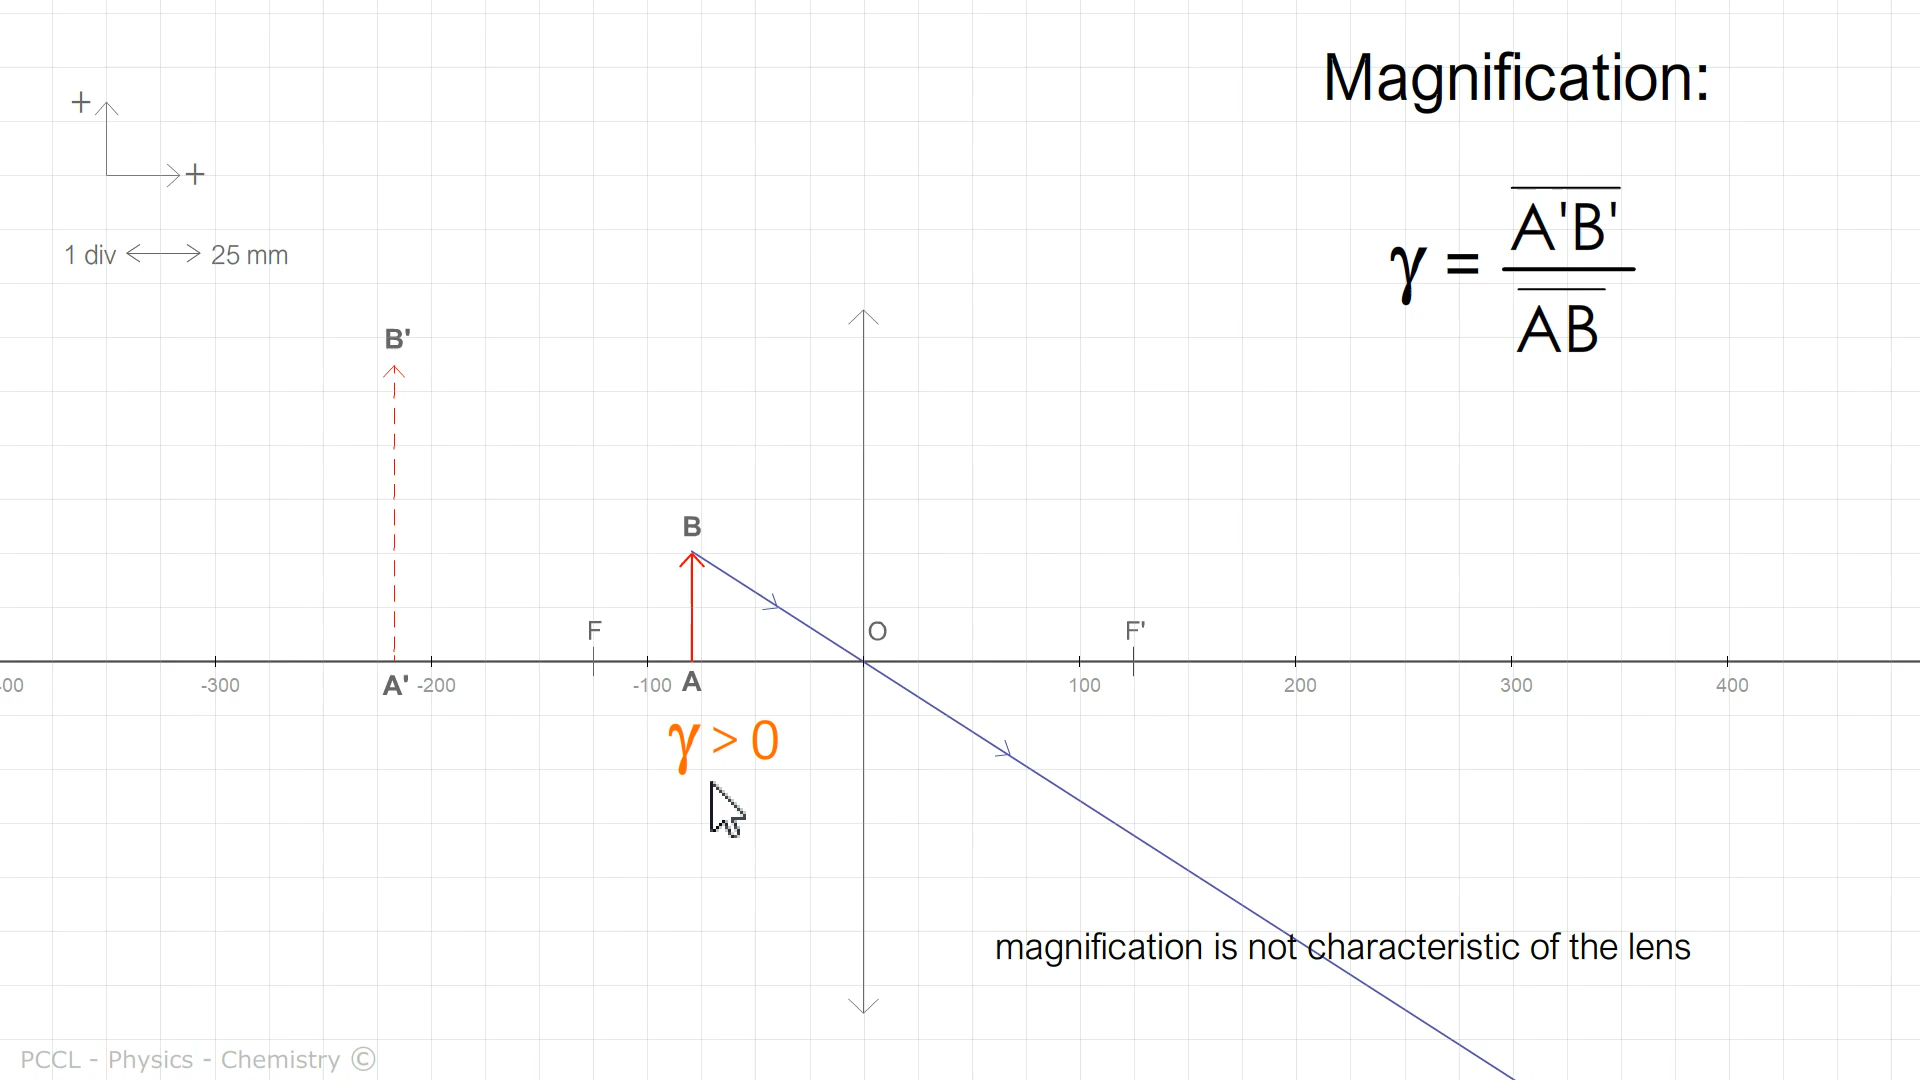 Magnification:
+
+
γ = A'B' / AB
1 div 25 mm
B'
B
F
O
F'
-300
A'
-200
-100
A
100
200
300
400
γ > 0
magnification is not characteristic of the lens
PCCL - Physics - Chemistry ©